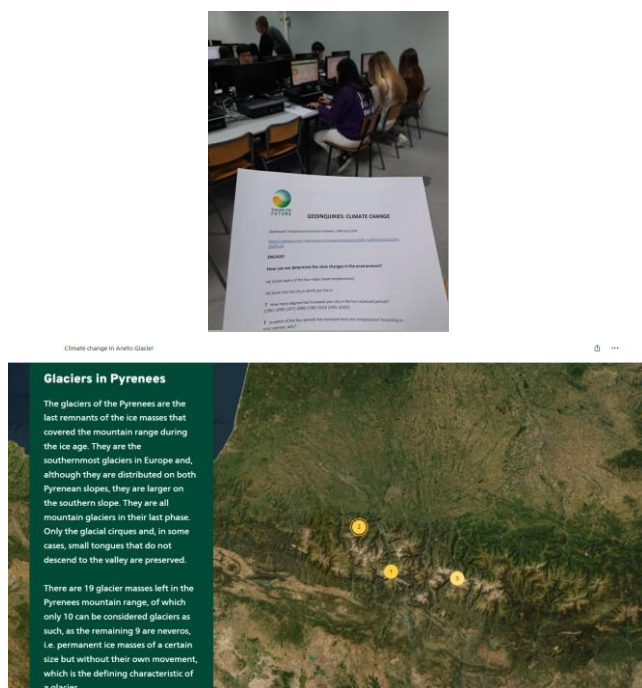 FUTURE
GEOINQUIRIES: CLIMATE CHANGE
ENGAGE
How can we determine the slow changes in the environment?
Climate change in Aneto Glacier
Glaciers in Pyrenees
The glaciers of the Pyrenees are the
last remnants of the ice masses that
covered the mountain range during
the ice age. They are the
southernmost glaciers in Europe and,
although they are distributed on both
Pyrenean slopes, they are larger on
the southern slope. They are all
mountain glaciers in their last phase.
Only the glacial cirques and, in some
cases, small tongues that do not
descend to the valley are preserved.
There are 19 glacier masses left in the
Pyrenees mountain range, of which
only 10 can be considered glaciers as
such, as the remaining 9 are neveros,
i.e. permanent ice masses of a certain
size but without their own movement,
which is the defining characteristic of
a glacier
2
1
3